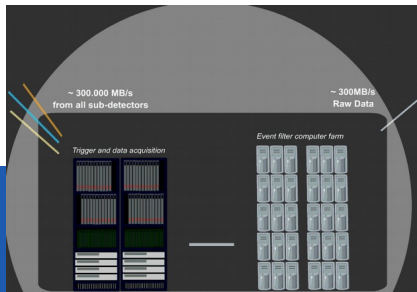 ~ 300.000 MB/s
from all sub-detectors
~ 300MB/s
Raw Data
Trigger and data acquisition
Event filter computer farm